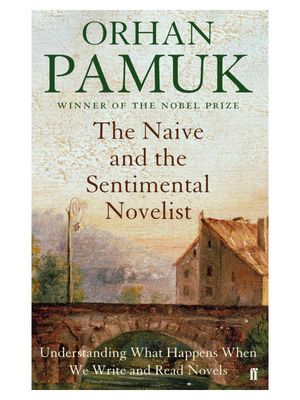 ORHAN
PAMUK
WINNER OF THE NOBEL PRIZE
The Naive
and the
Sentimental
Novelist
Understanding What Happens When
We Write and Read Novels
ff